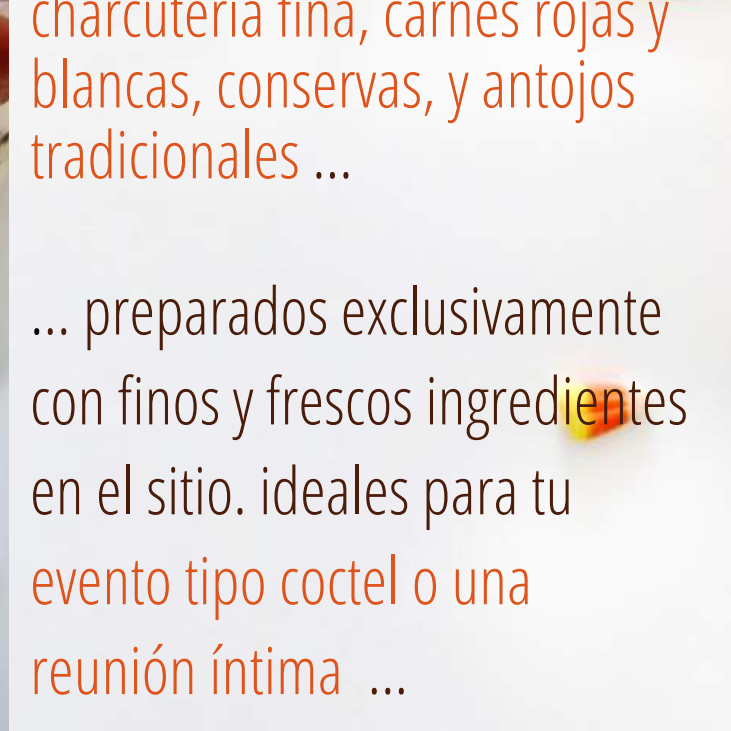 charcutería fina, carnes rojas y
blancas, conservas, y antojos
tradicionales ...
... preparados exclusivamente
con finos y frescos ingredientes
en el sitio. ideales para tu
evento tipo coctel o una
reunión íntima ...